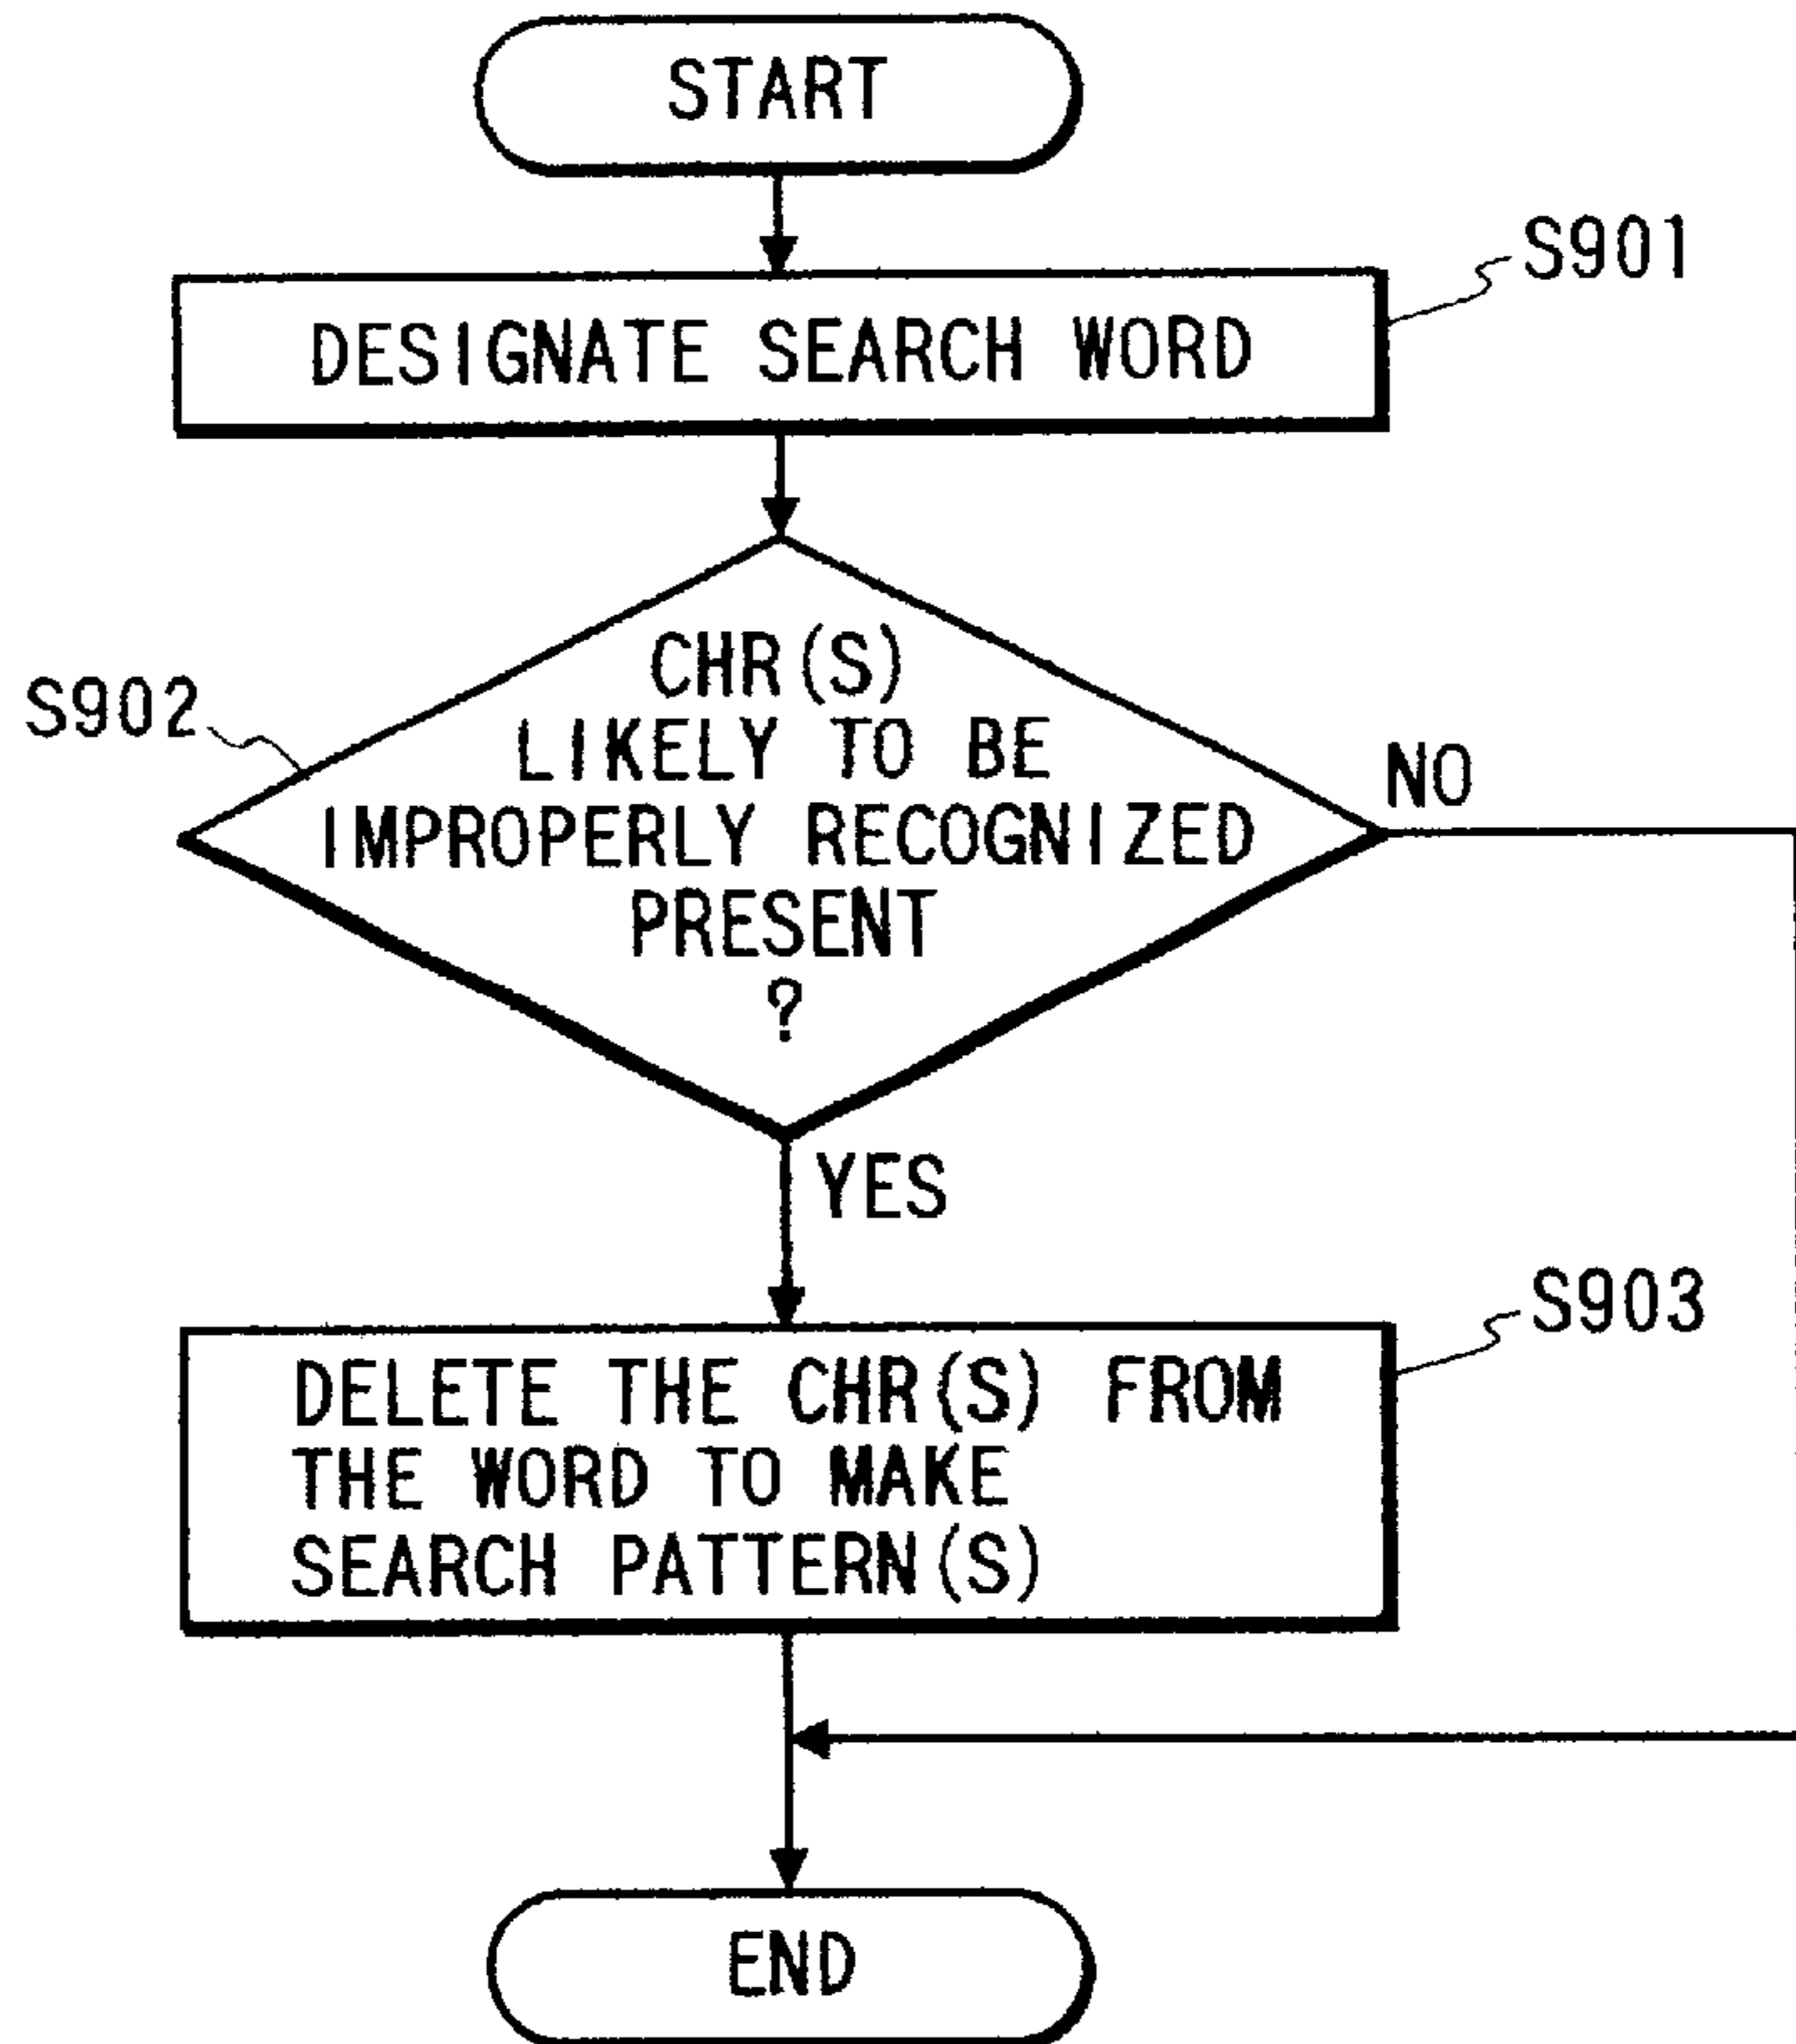 START
S901
DESIGNATE SEARCH WORD
S902
CHR(S)
LIKELY TO BE
IMPROPERLY RECOGNIZED
PRESENT
?
NO
YES
S903
DELETE THE CHR(S) FROM
THE WORD TO MAKE
SEARCH PATTERN(S)
END